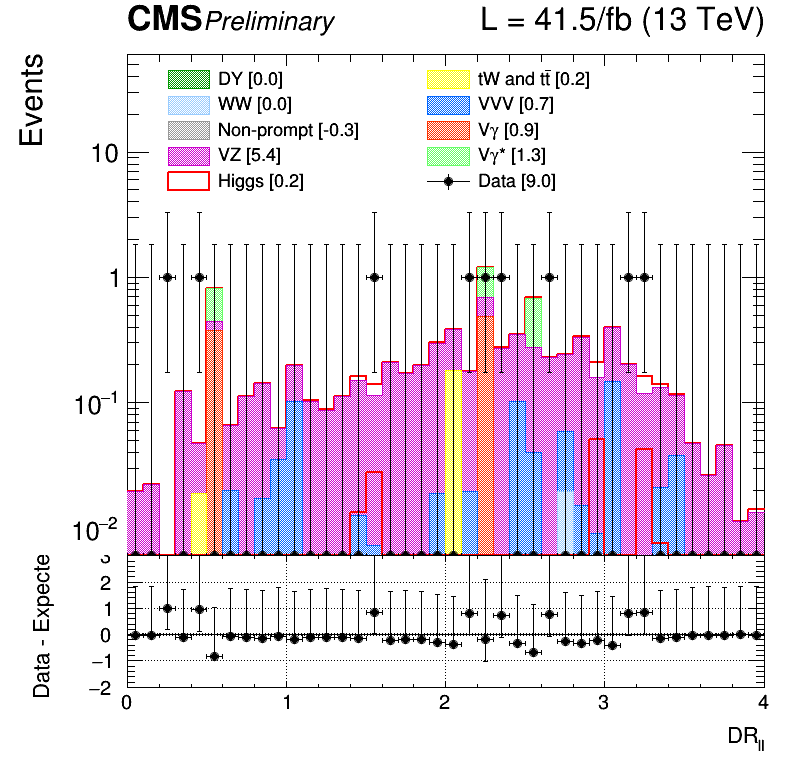 CMS Preliminary L = 41.5/fb (13 TeV)
Events
DY [0.0] tW and tt̄ [0.2]
WW [0.0] VVV [0.7]
Non-prompt [-0.3] Vγ [0.9]
VZ [5.4] Vγ* [1.3]
Higgs [0.2] Data [9.0]
10
1
10⁻¹
10⁻²
Data - Expecte
3
2
1
0
−1
−2
0 1 2 3 4
DR_ll